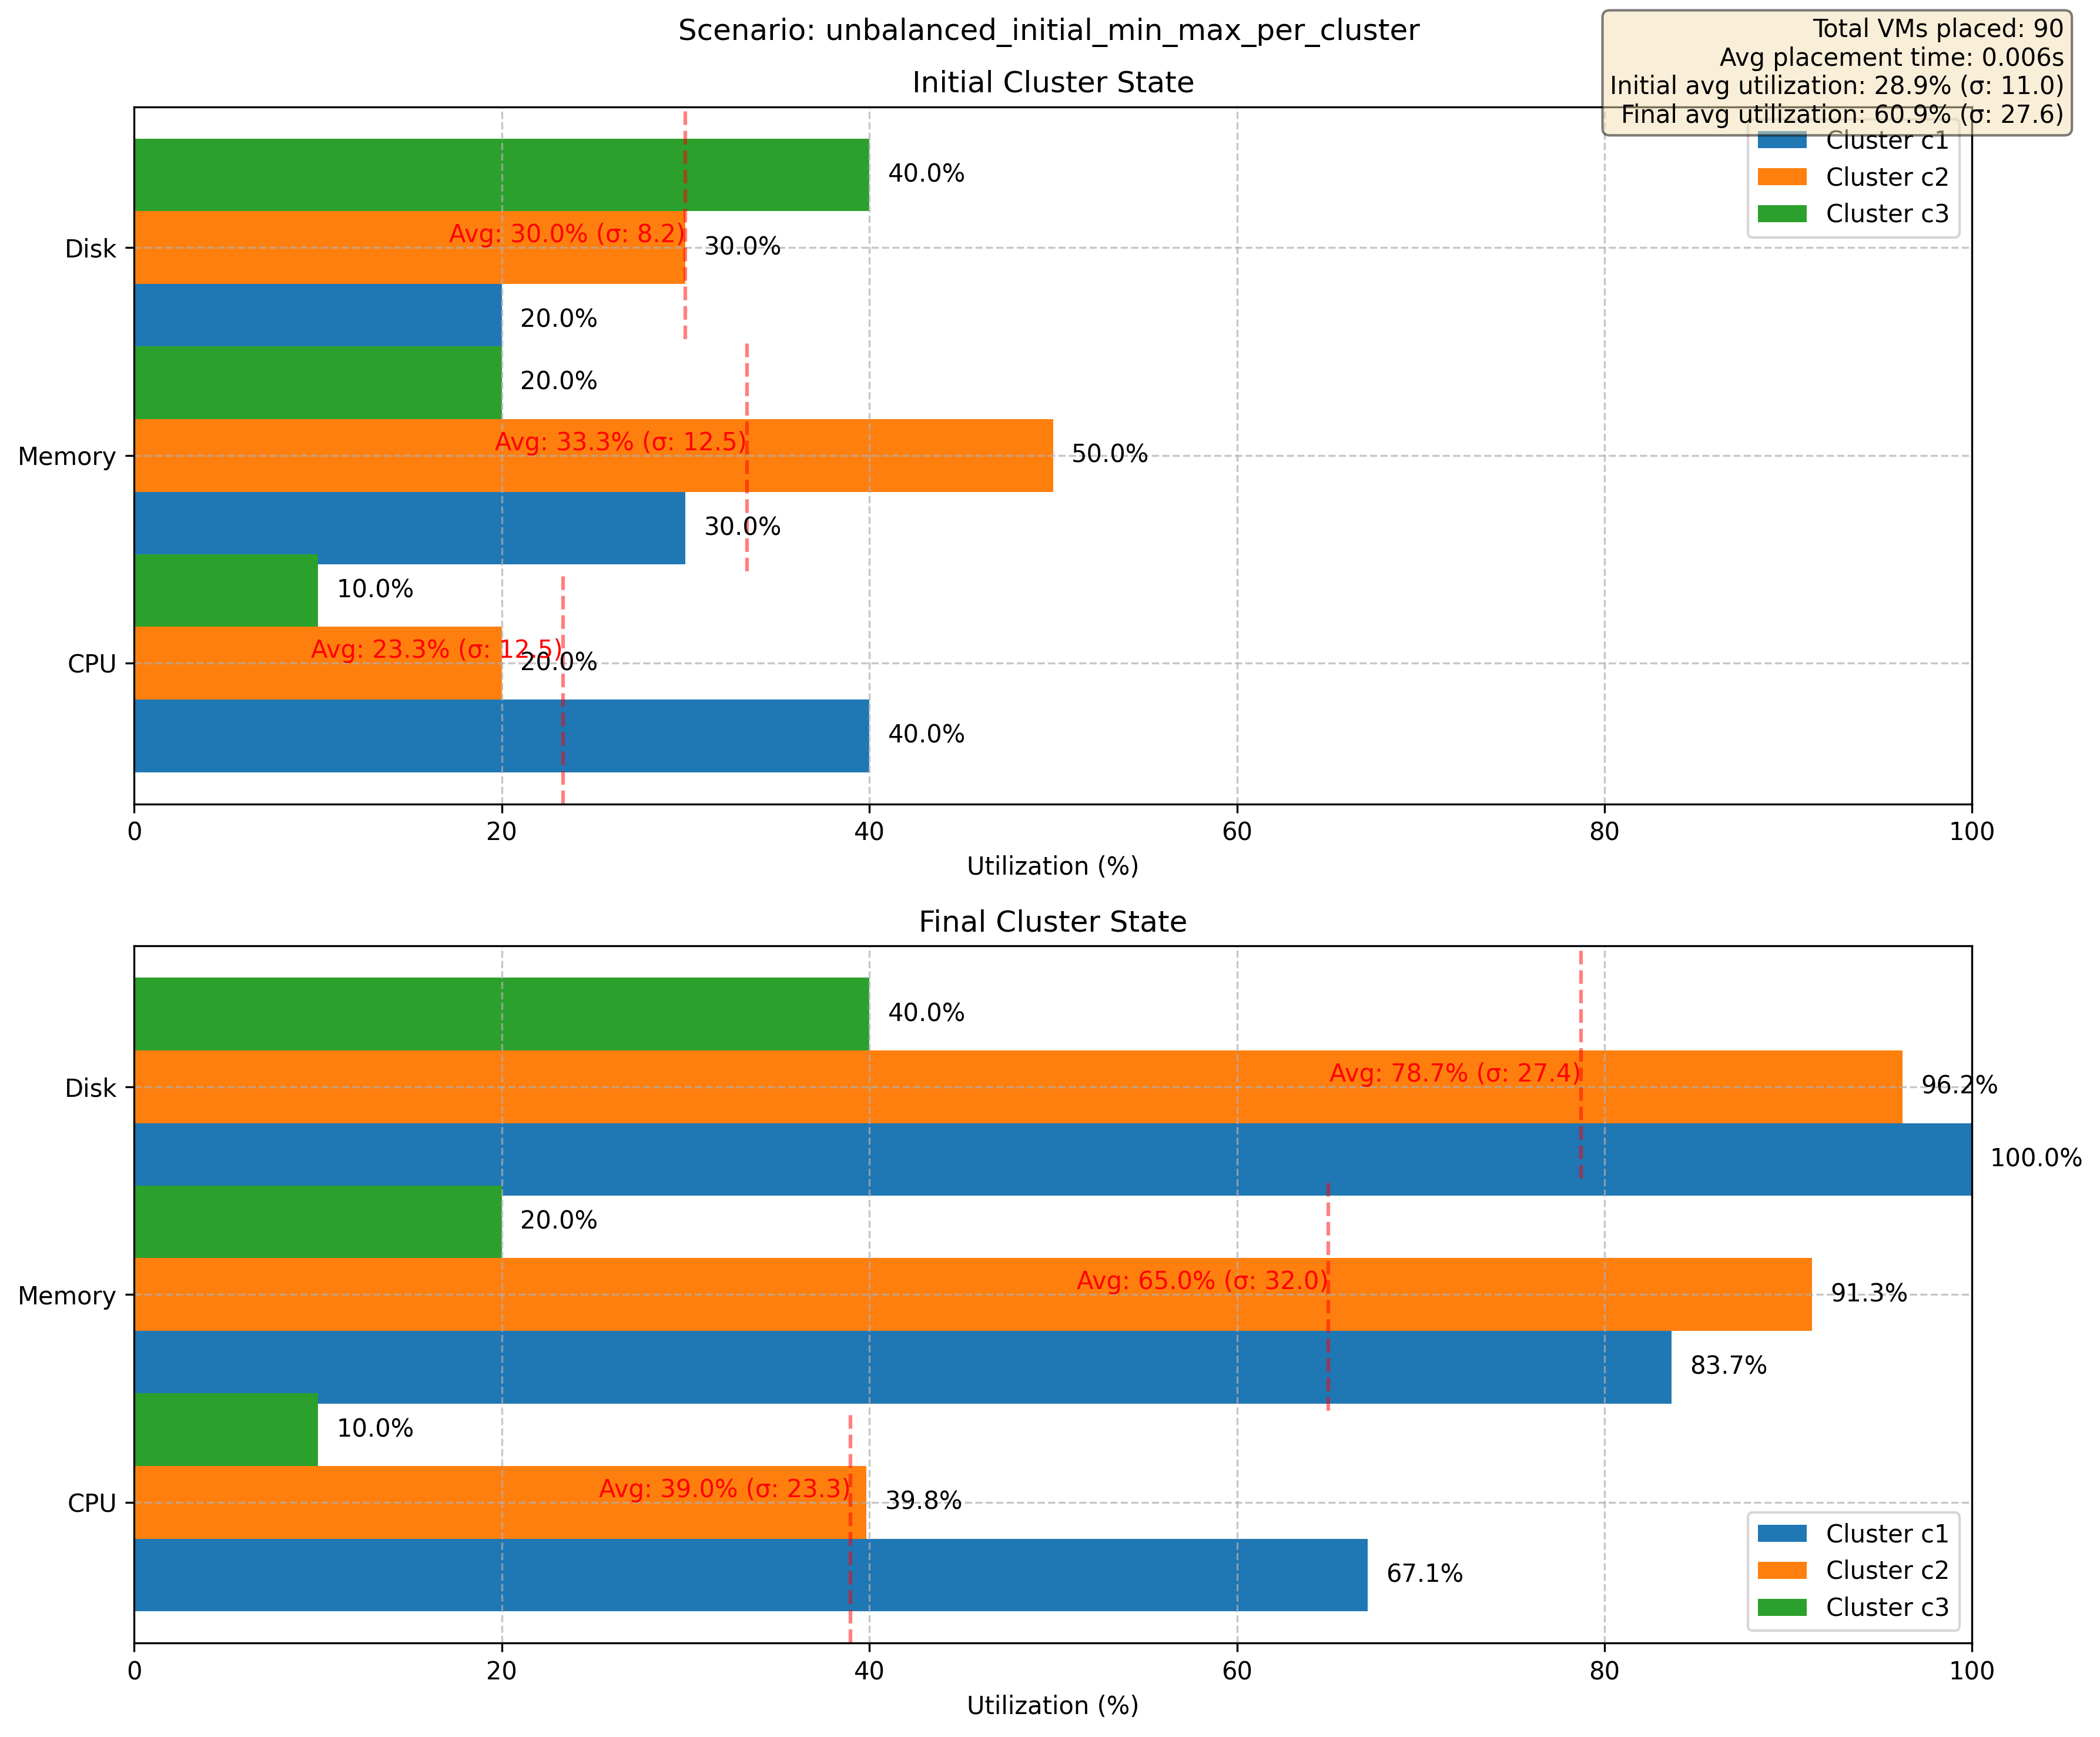 Scenario: unbalanced_initial_min_max_per_cluster
Total VMs placed: 90
Avg placement time: 0.006s
Initial avg utilization: 28.9% (σ: 11.0)
Final avg utilization: 60.9% (σ: 27.6)
Initial Cluster State
Cluster c1
Cluster c2
Cluster c3
40.0%
Disk
Avg: 30.0% (σ: 8.2)
30.0%
20.0%
20.0%
Memory
Avg: 33.3% (σ: 12.5)
50.0%
30.0%
10.0%
CPU
Avg: 23.3% (σ: 12.5)
20.0%
40.0%
0 20 40 60 80 100
Utilization (%)
Final Cluster State
40.0%
Disk
Avg: 78.7% (σ: 27.4)
96.2%
100.0%
20.0%
Memory
Avg: 65.0% (σ: 32.0)
91.3%
83.7%
10.0%
CPU
Avg: 39.0% (σ: 23.3)
39.8%
67.1%
Cluster c1
Cluster c2
Cluster c3
0 20 40 60 80 100
Utilization (%)